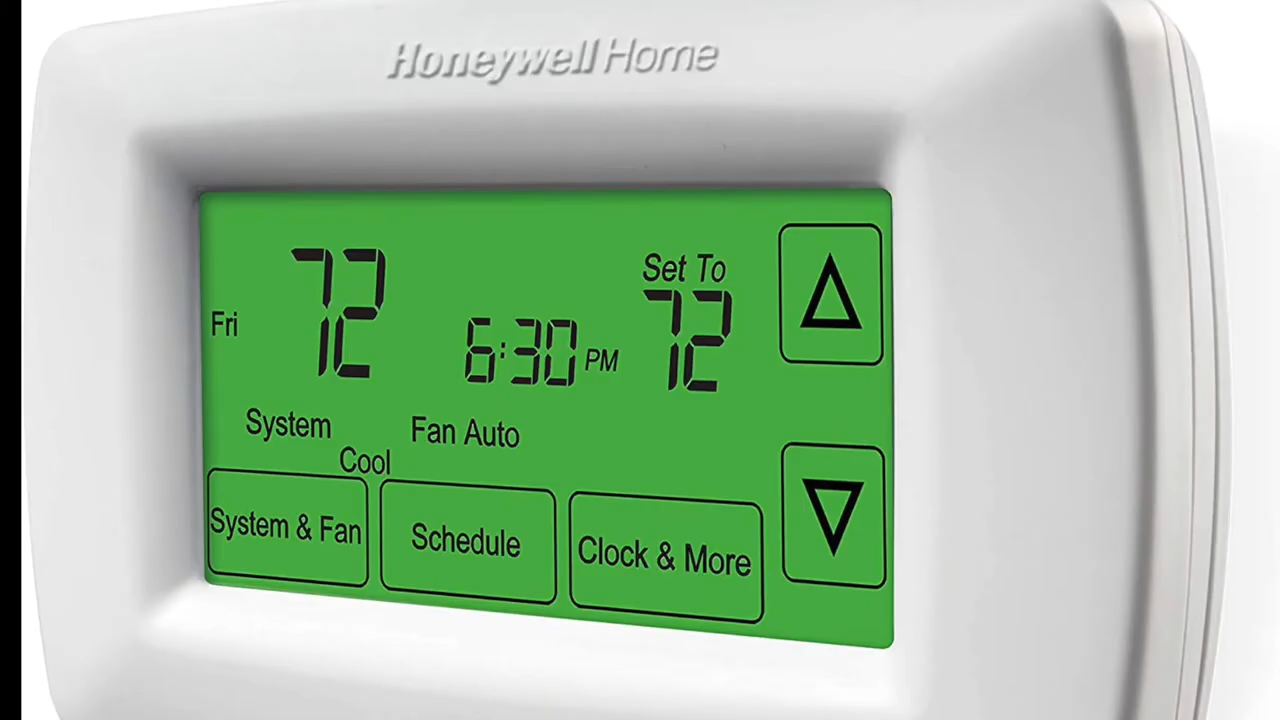 Honeywell Home
Set To
72
72
Fri
6:30 PM
System
Fan Auto
Cool
System & Fan
Schedule
Clock & More